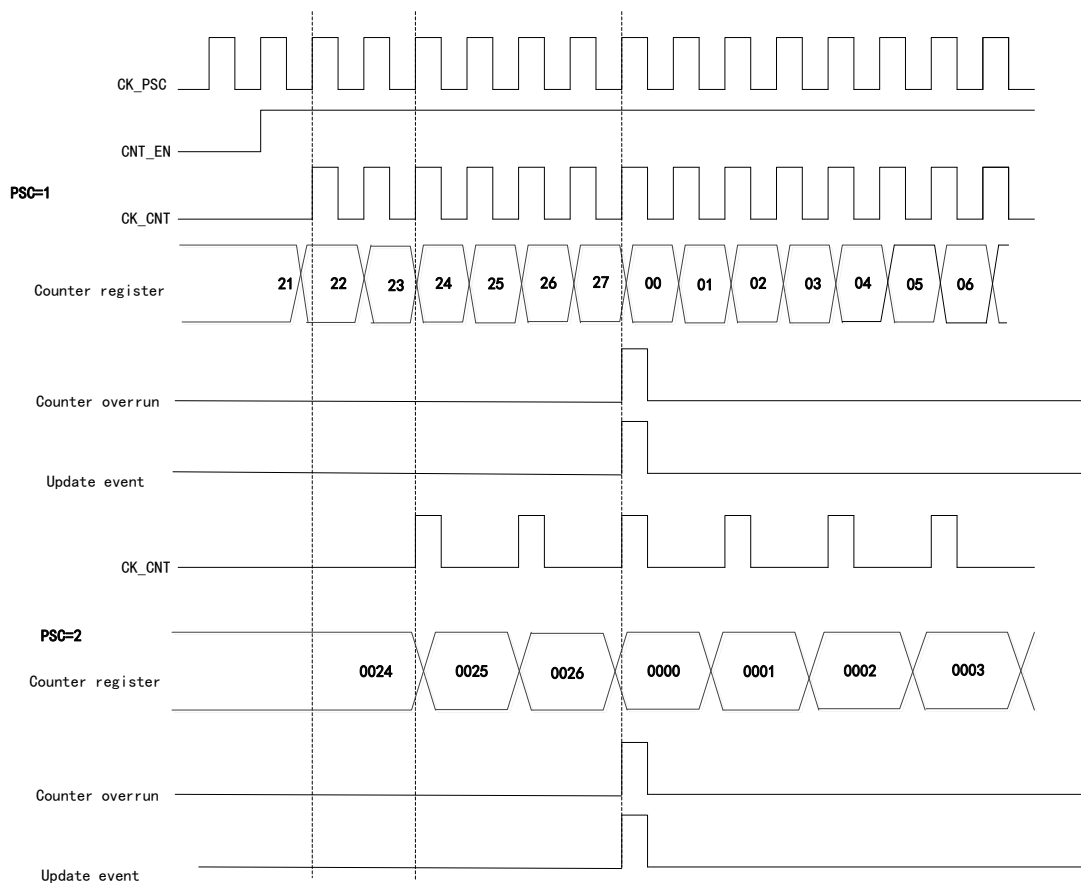 CK_PSC
CNT_EN
PSC=1
CK_CNT
Counter register 21 22 23 24 25 26 27 00 01 02 03 04 05 06
Counter overrun
Update event
CK_CNT
PSC=2
Counter register 0024 0025 0026 0000 0001 0002 0003
Counter overrun
Update event